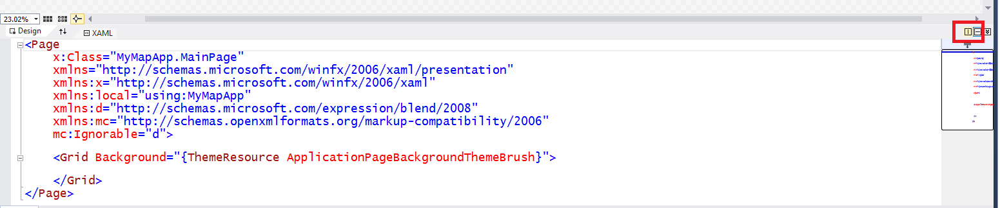 23.02%
Design
XAML
<Page
x:Class="MyMapApp.MainPage"
xmlns="http://schemas.microsoft.com/winfx/2006/xaml/presentation"
xmlns:x="http://schemas.microsoft.com/winfx/2006/xaml"
xmlns:local="using:MyMapApp"
xmlns:d="http://schemas.microsoft.com/expression/blend/2008"
xmlns:mc="http://schemas.openxmlformats.org/markup-compatibility/2006"
mc:Ignorable="d">
<Grid Background="{ThemeResource ApplicationPageBackgroundThemeBrush}">
</Grid>
</Page>